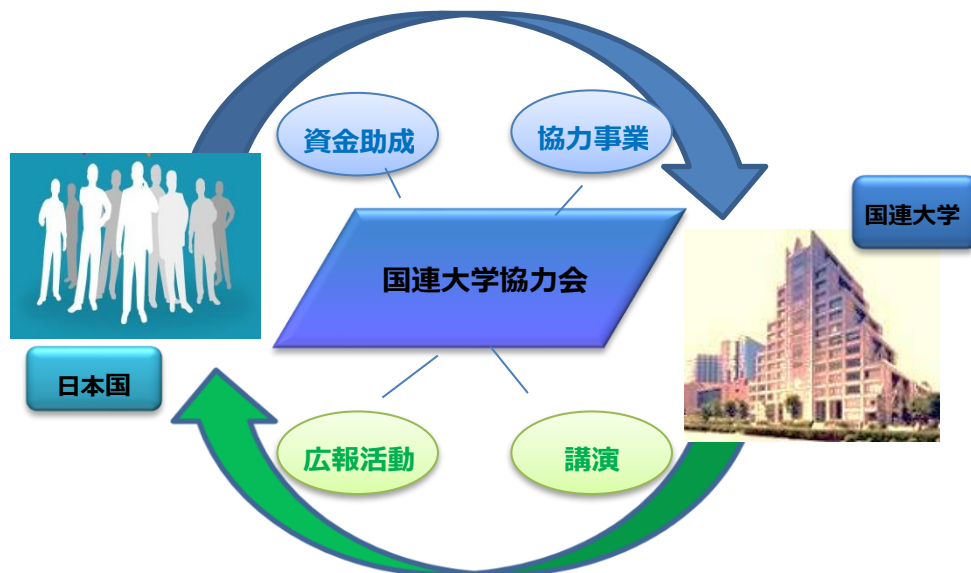 資金助成
協力事業
国連大学
国連大学協力会
日本国
広報活動
講演